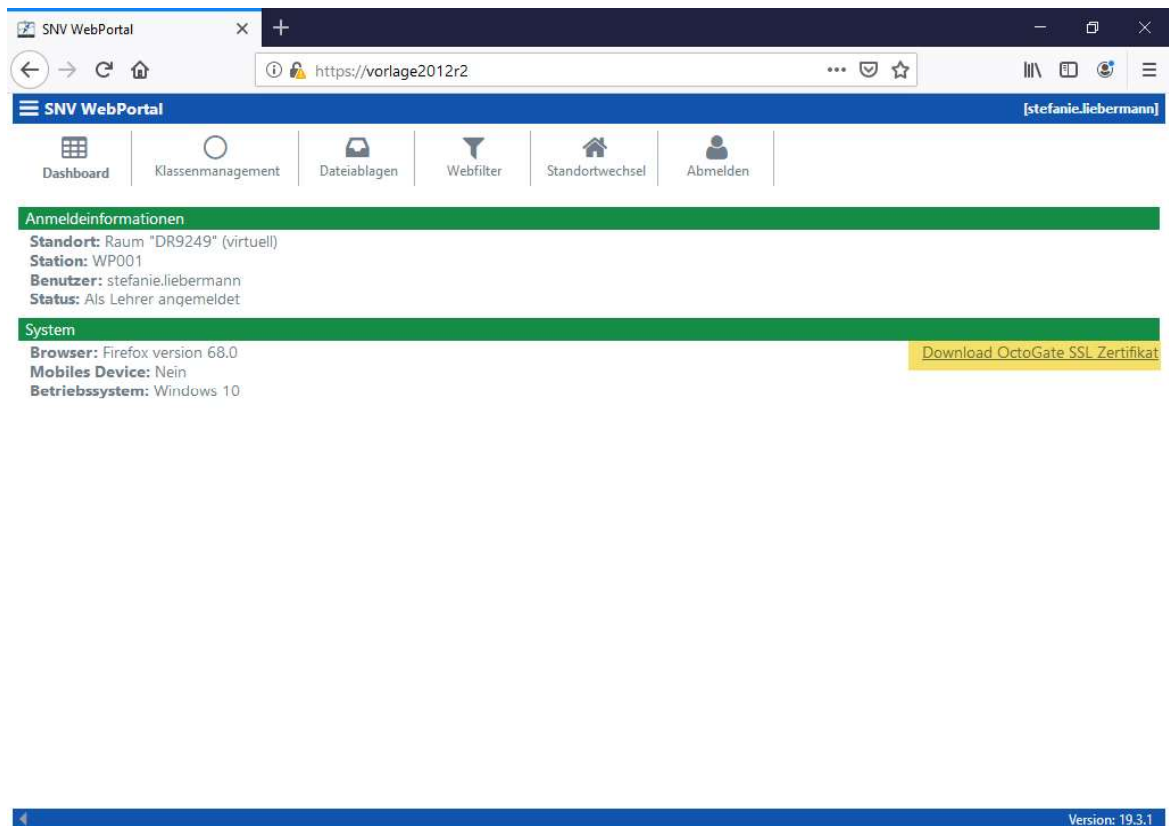 SNV WebPortal
https://vorlage2012r2
SNV WebPortal [stefanie.liebermann]
Dashboard Klassenmanagement Dateiablagen Webfilter Standortwechsel Abmelden
Anmeldeinformationen
Standort: Raum "DR9249" (virtuell)
Station: WP001
Benutzer: stefanie.liebermann
Status: Als Lehrer angemeldet
System
Browser: Firefox version 68.0 Download OctoGate SSL Zertifikat
Mobiles Device: Nein
Betriebssystem: Windows 10
Version: 19.3.1